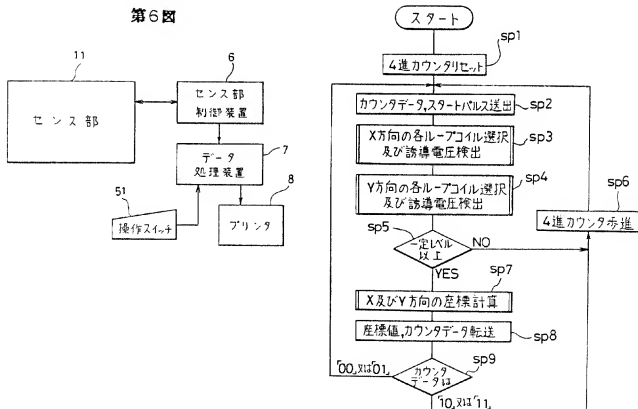 第6図
11
センス部
6
センス部
制御装置
データ
処理装置
7
51
操作スイッチ
8
プリンタ
スタート
sp1
4進カウンタリセット
カウンタデータ,スタートパルス送出
sp2
sp3
X方向の各ループコイル選択
及び誘導電圧検出
sp4
Y方向の各ループコイル選択
及び誘導電圧検出
sp5
一定レベル
以上
NO
YES
sp6
4進カウンタ歩進
sp7
X及びY方向の座標計算
座標値,カウンタデータ転送
sp8
sp9
カウンタ
データは
「00」又は「01」
「10」又は「11」